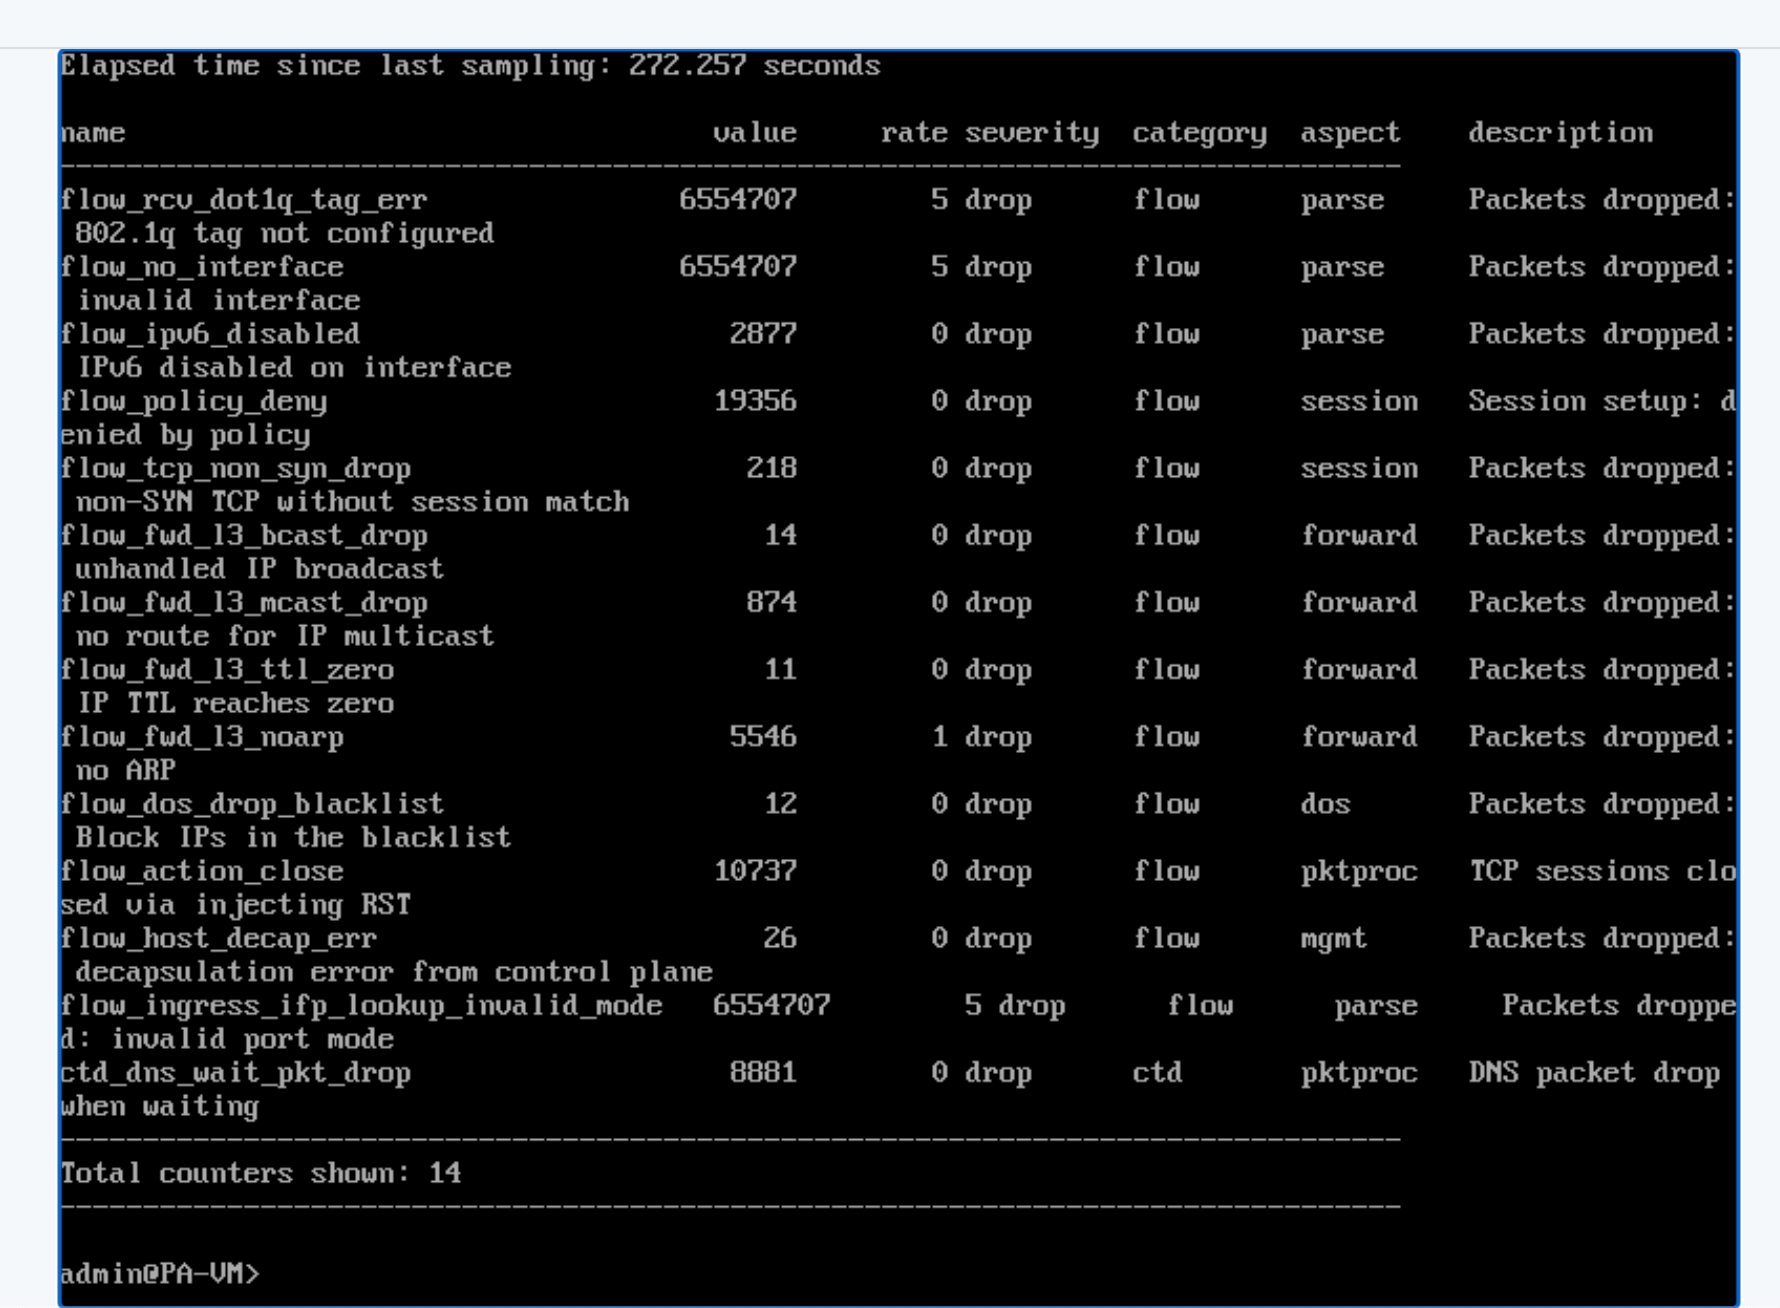 Elapsed time since last sampling: 272.257 seconds
name value rate severity category aspect description
--------------------------------------------------------------------------------
flow_rcv_dot1q_tag_err 6554707 5 drop flow parse Packets dropped:
802.1q tag not configured
flow_no_interface 6554707 5 drop flow parse Packets dropped:
invalid interface
flow_ipv6_disabled 2877 0 drop flow parse Packets dropped:
IPv6 disabled on interface
flow_policy_deny 19356 0 drop flow session Session setup: d
enied by policy
flow_tcp_non_syn_drop 218 0 drop flow session Packets dropped:
non-SYN TCP without session match
flow_fwd_l3_bcast_drop 14 0 drop flow forward Packets dropped:
unhandled IP broadcast
flow_fwd_l3_mcast_drop 874 0 drop flow forward Packets dropped:
no route for IP multicast
flow_fwd_l3_ttl_zero 11 0 drop flow forward Packets dropped:
IP TTL reaches zero
flow_fwd_l3_noarp 5546 1 drop flow forward Packets dropped:
no ARP
flow_dos_drop_blacklist 12 0 drop flow dos Packets dropped:
Block IPs in the blacklist
flow_action_close 10737 0 drop flow pktproc TCP sessions clo
sed via injecting RST
flow_host_decap_err 26 0 drop flow mgmt Packets dropped:
decapsulation error from control plane
flow_ingress_ifp_lookup_invalid_mode 6554707 5 drop flow parse Packets droppe
d: invalid port mode
ctd_dns_wait_pkt_drop 8881 0 drop ctd pktproc DNS packet drop
when waiting
--------------------------------------------------------------------------------
Total counters shown: 14
--------------------------------------------------------------------------------
admin@PA-VM>